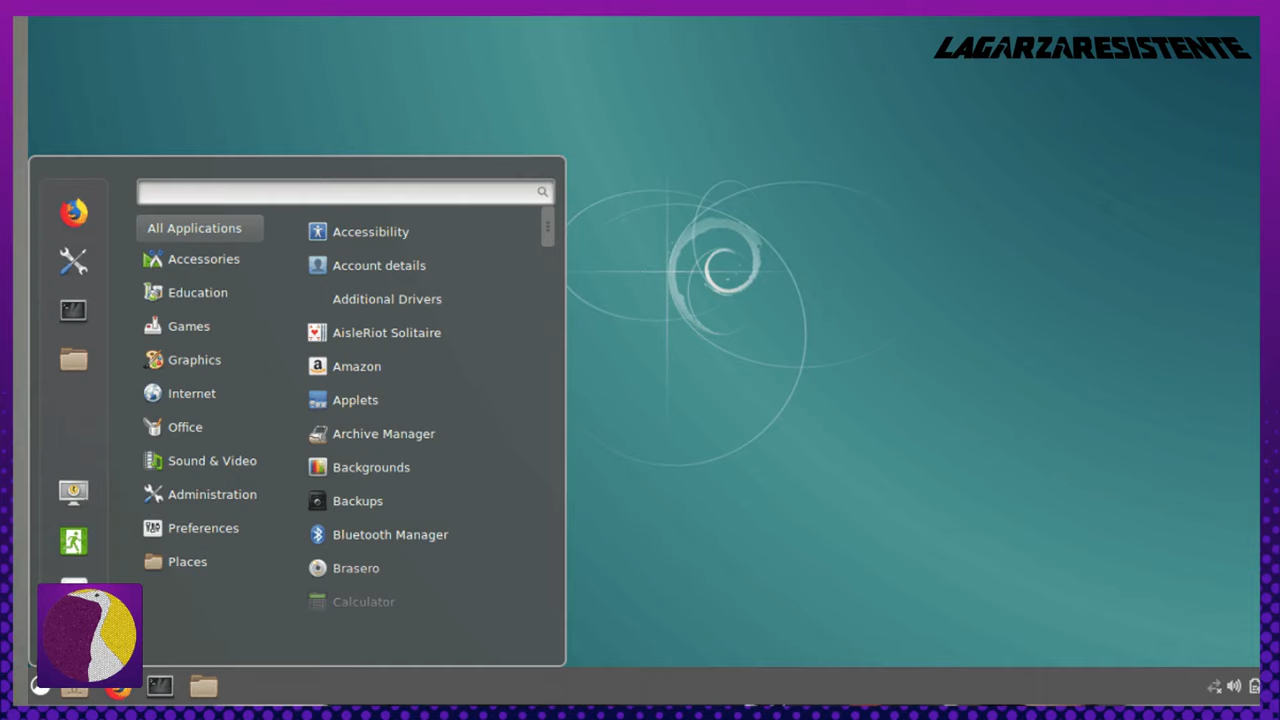 LAGARZARESISTENTE
All Applications
Accessories
Education
Games
Graphics
Internet
Office
Sound & Video
Administration
Preferences
Places
Accessibility
Account details
Additional Drivers
AisleRiot Solitaire
Amazon
Applets
Archive Manager
Backgrounds
Backups
Bluetooth Manager
Brasero
Calculator